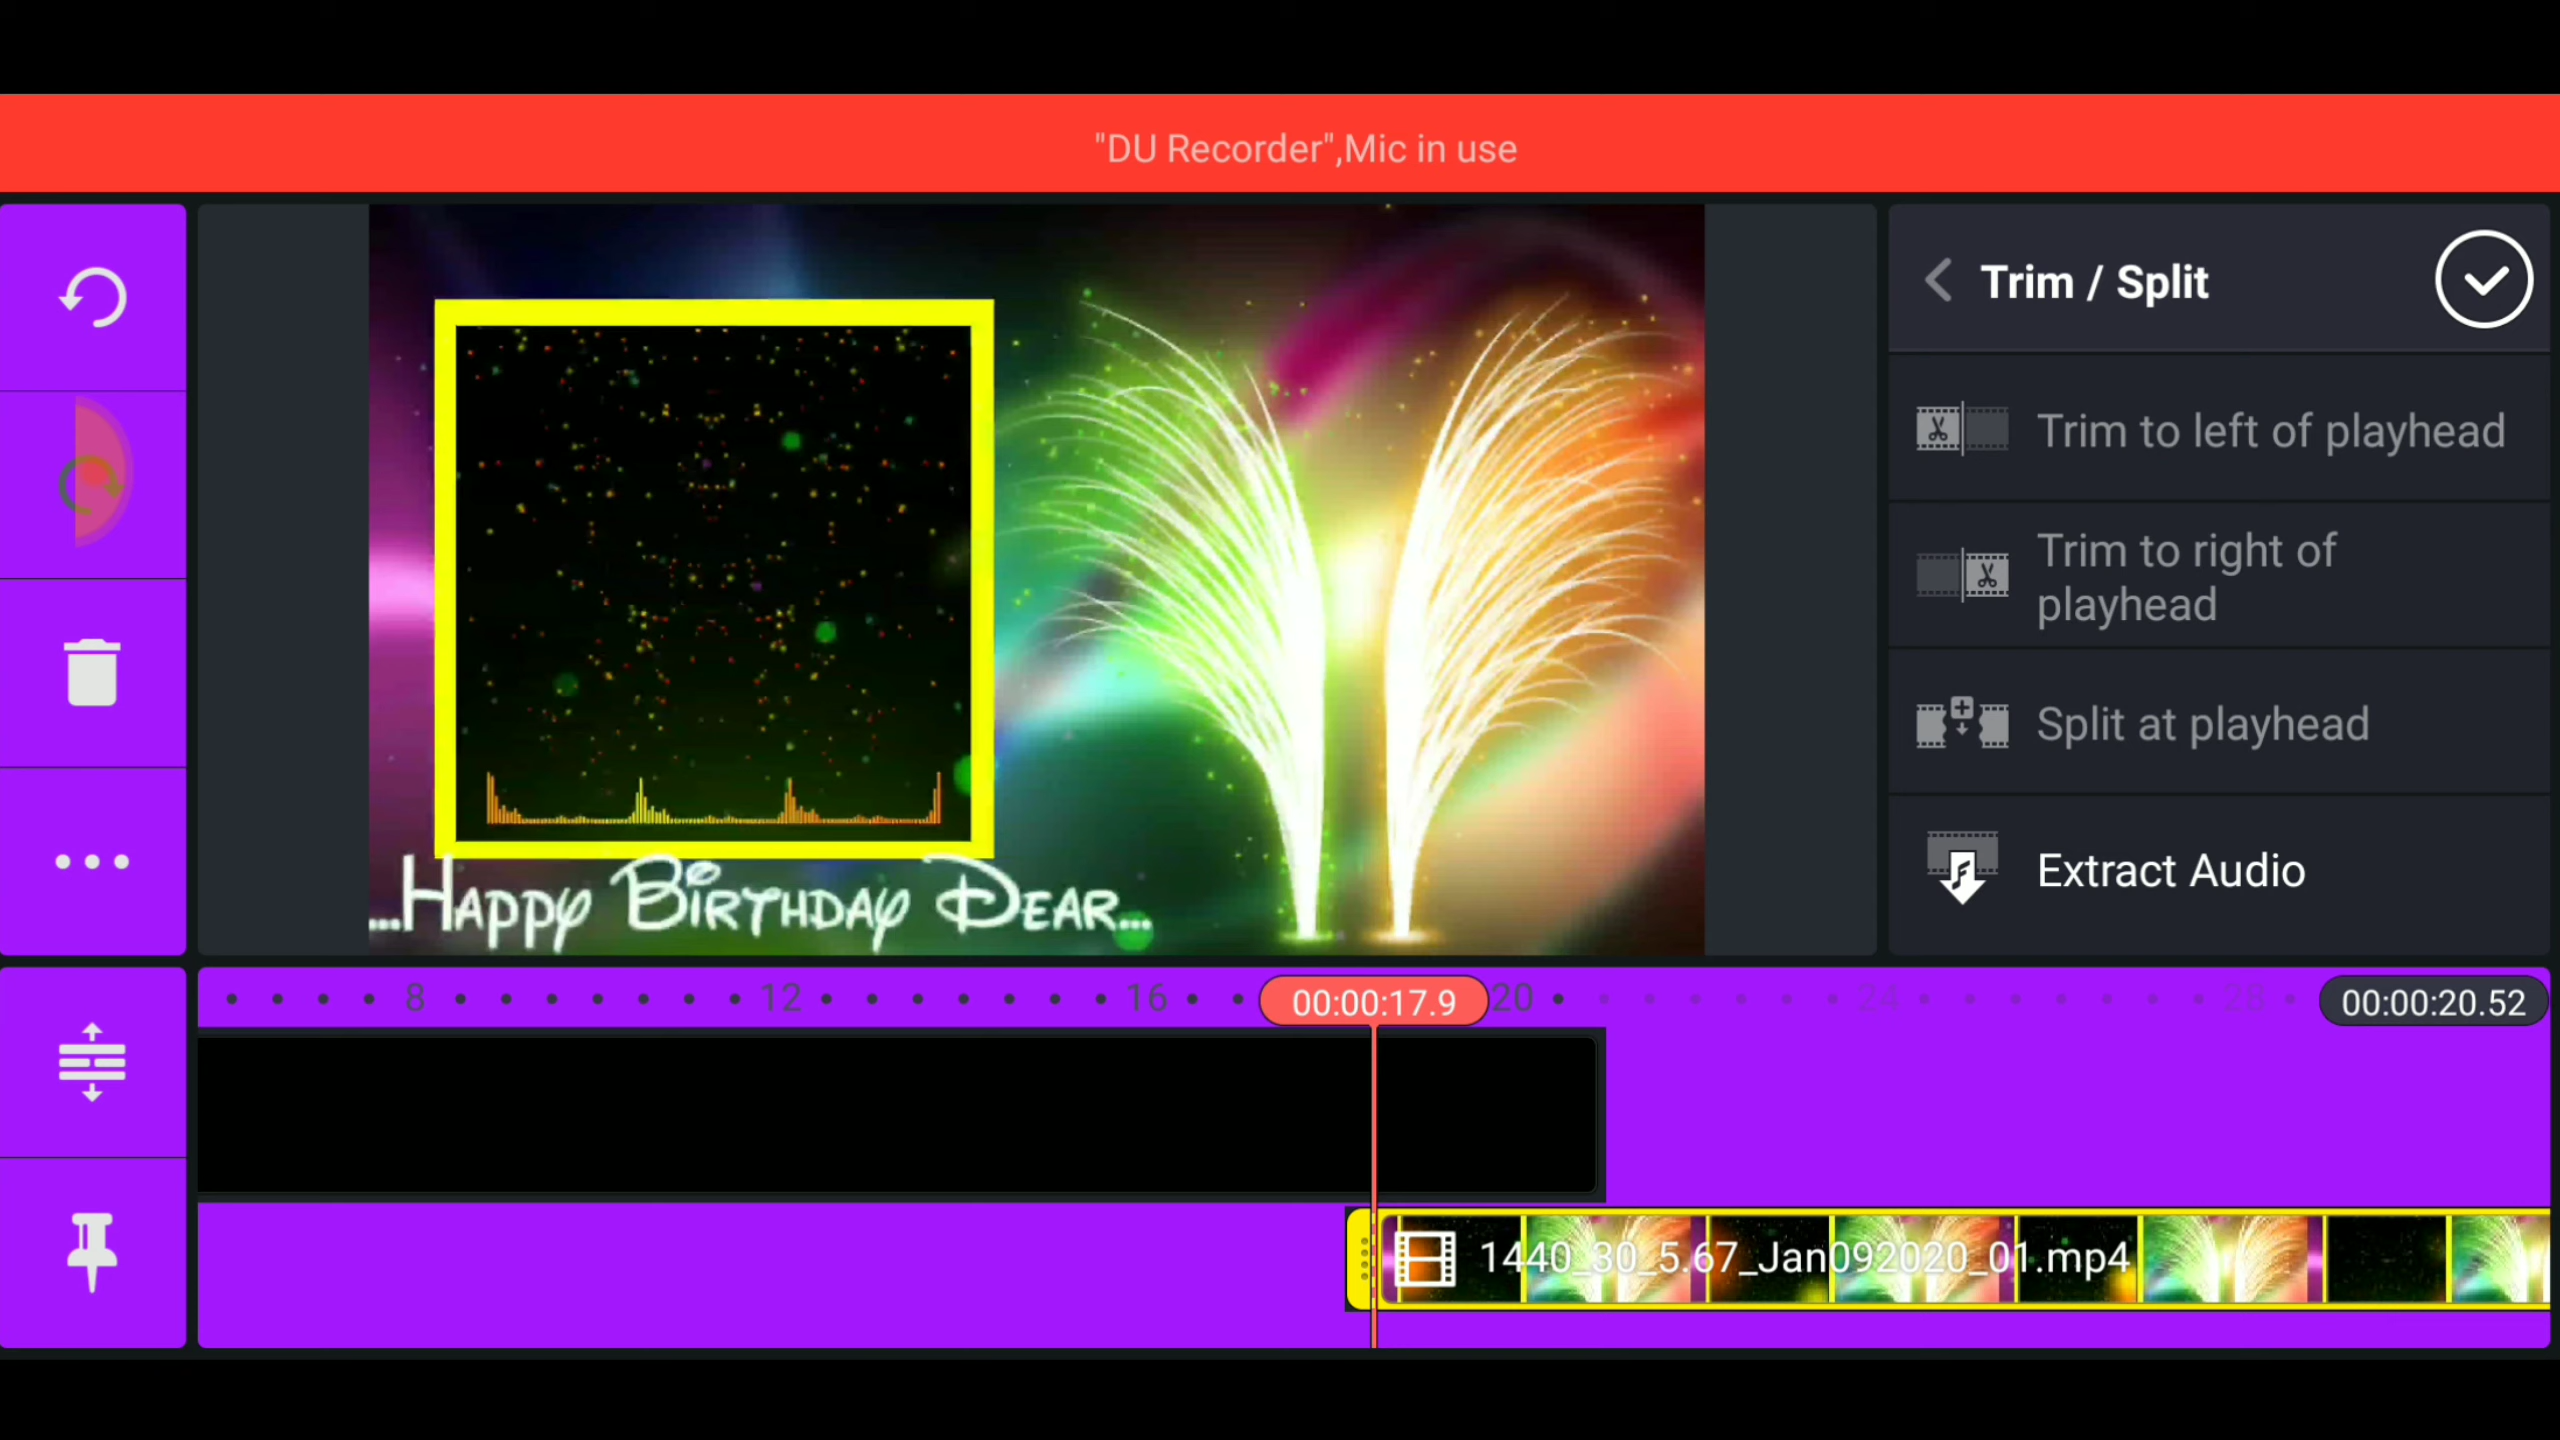 "DU Recorder",Mic in use
Trim / Split
Trim to left of playhead
Trim to right of
playhead
Split at playhead
Extract Audio
...Happy Birthday Dear...
8 12 16 00:00:17.9 20 24 28 00:00:20.52
1440_30_5.67_Jan092020_01.mp4